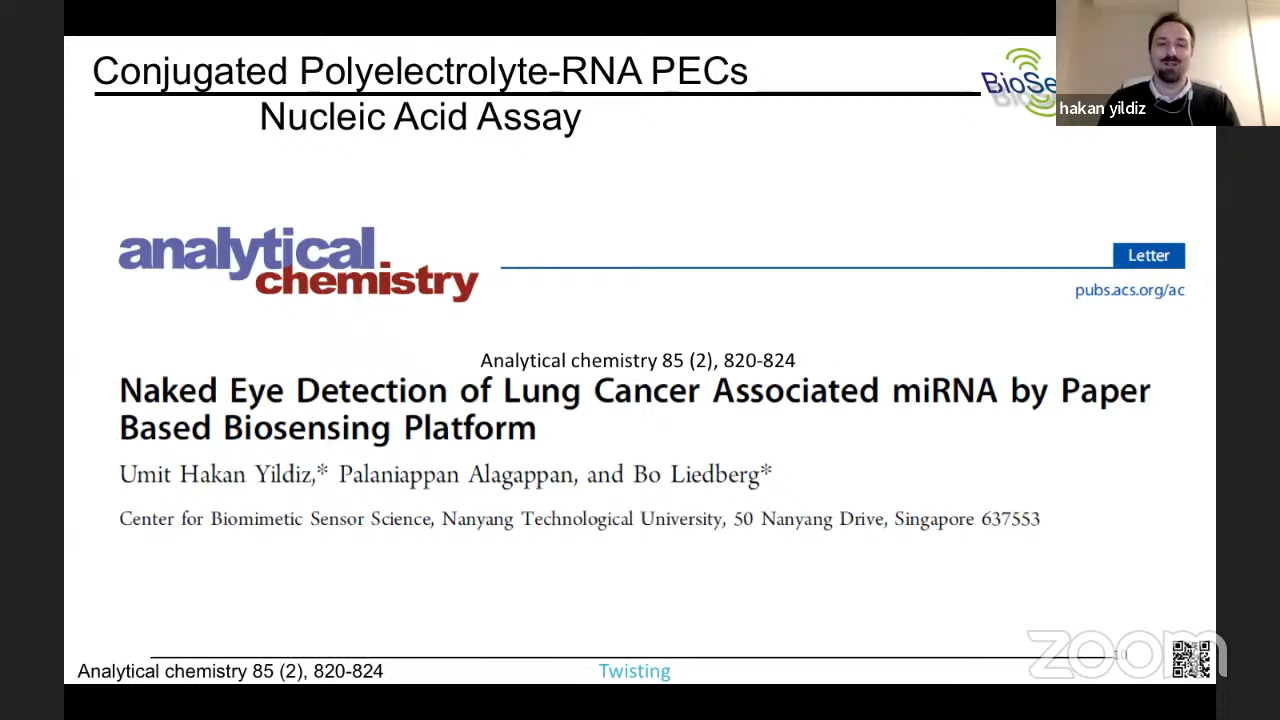 Conjugated Polyelectrolyte-RNA PECs
Nucleic Acid Assay
BioSe
hakan yildiz
analytical
chemistry
Letter
pubs.acs.org/ac
Analytical chemistry 85 (2), 820-824
Naked Eye Detection of Lung Cancer Associated miRNA by Paper
Based Biosensing Platform
Umit Hakan Yildiz,* Palaniappan Alagappan, and Bo Liedberg*
Center for Biomimetic Sensor Science, Nanyang Technological University, 50 Nanyang Drive, Singapore 637553
Analytical chemistry 85 (2), 820-824
Twisting
10
zoom